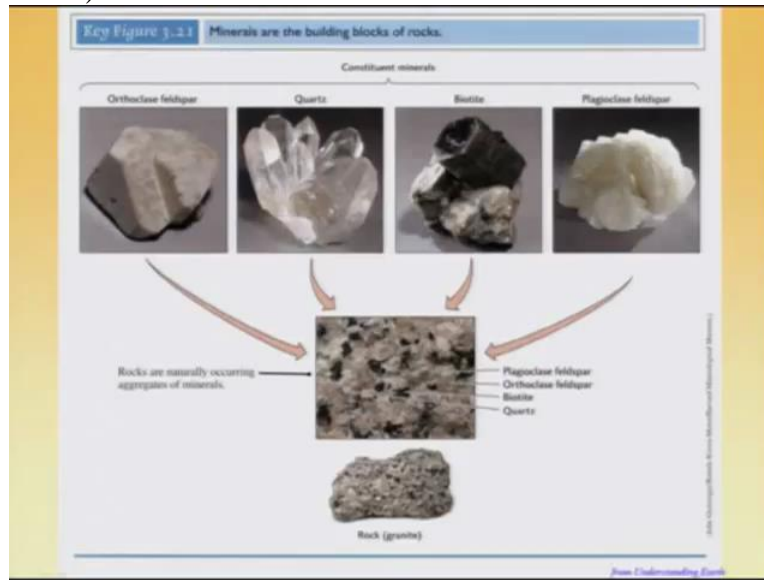 Key Figure 3.21 Minerals are the building blocks of rocks.
Constituent minerals
Orthoclase feldspar Quartz Biotite Plagioclase feldspar
Rocks are naturally occurring
aggregates of minerals.
Plagioclase feldspar
Orthoclase feldspar
Biotite
Quartz
Rock (granite)
from Understanding Earth